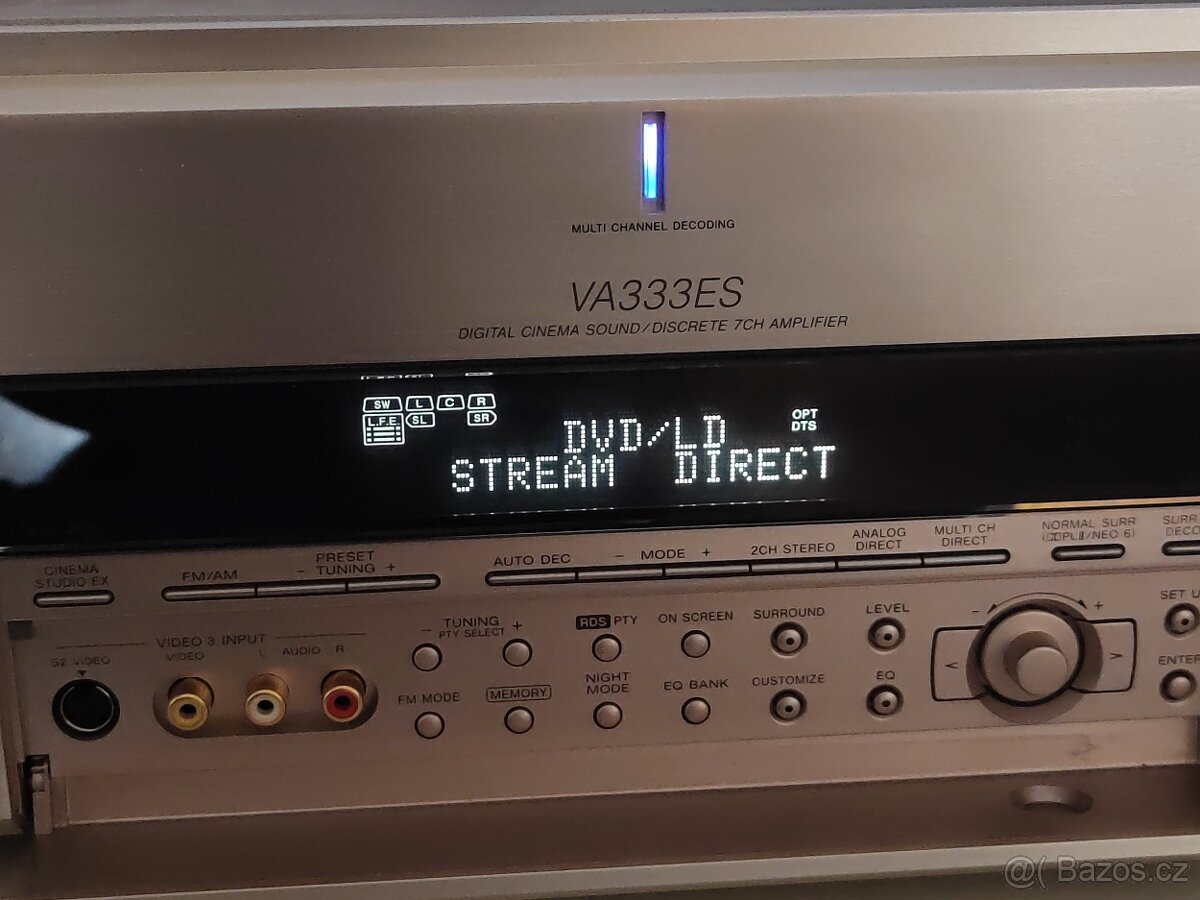 MULTI CHANNEL DECODING
VA333ES
DIGITAL CINEMA SOUND/DISCRETE 7CH AMPLIFIER
SW L C R
L.F.E. SL SR
OPT
DTS
DVD/LD
STREAM DIRECT
CINEMA
STUDIO EX
FM/AM
PRESET
- TUNING +
AUTO DEC
- MODE +
2CH STEREO
ANALOG
DIRECT
MULTI CH
DIRECT
NORMAL SURR
(DDPLII/NEO 6)
SURR
DECO
VIDEO 3 INPUT
S2 VIDEO
VIDEO
L AUDIO R
TUNING
- PTY SELECT +
RDS PTY
ON SCREEN
SURROUND
LEVEL
- +
SET U
FM MODE
MEMORY
NIGHT
MODE
EQ BANK
CUSTOMIZE
EQ
< >
ENTER
@( Bazos.cz